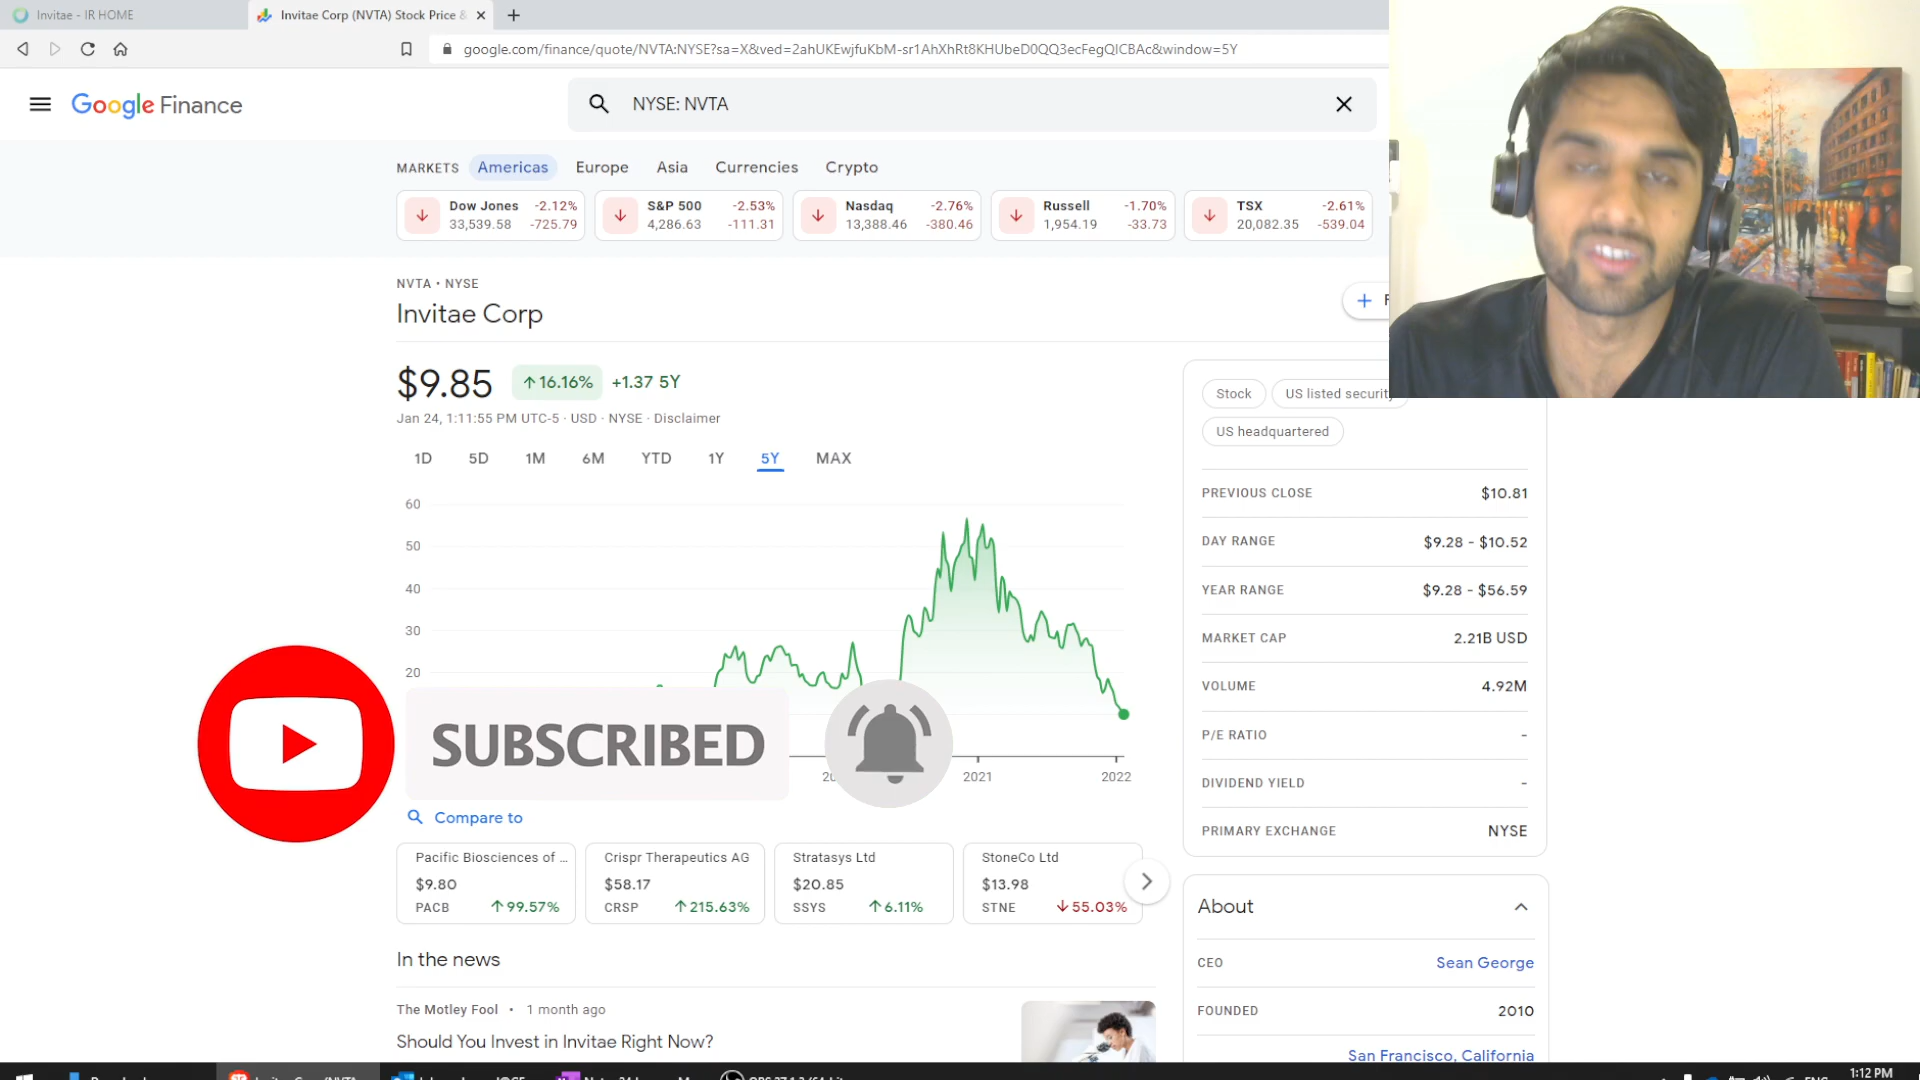 Invitae - IR HOME
Invitae Corp (NVTA) Stock Price &
google.com/finance/quote/NVTA:NYSE?sa=X&ved=2ahUKEwjfuKbM-sr1AhXhRt8KHUbeD0QQ3ecFegQICBAc&window=5Y
Google Finance
NYSE: NVTA
MARKETS Americas Europe Asia Currencies Crypto
Dow Jones -2.12%
33,539.58 -725.79
S&P 500 -2.53%
4,286.63 -111.31
Nasdaq -2.76%
13,388.46 -380.46
Russell -1.70%
1,954.19 -33.73
TSX -2.61%
20,082.35 -539.04
NVTA • NYSE
Invitae Corp
$9.85 ↑16.16% +1.37 5Y
Jan 24, 1:11:55 PM UTC-5 · USD · NYSE · Disclaimer
1D 5D 1M 6M YTD 1Y 5Y MAX
60
50
40
30
20
2021 2022
SUBSCRIBED
Compare to
Pacific Biosciences of ...
$9.80
PACB ↑99.57%
Crispr Therapeutics AG
$58.17
CRSP ↑215.63%
Stratasys Ltd
$20.85
SSYS ↑6.11%
StoneCo Ltd
$13.98
STNE ↓55.03%
In the news
The Motley Fool • 1 month ago
Should You Invest in Invitae Right Now?
Stock US listed security
US headquartered
PREVIOUS CLOSE $10.81
DAY RANGE $9.28 - $10.52
YEAR RANGE $9.28 - $56.59
MARKET CAP 2.21B USD
VOLUME 4.92M
P/E RATIO -
DIVIDEND YIELD -
PRIMARY EXCHANGE NYSE
About
CEO Sean George
FOUNDED 2010
San Francisco, California
1:12 PM